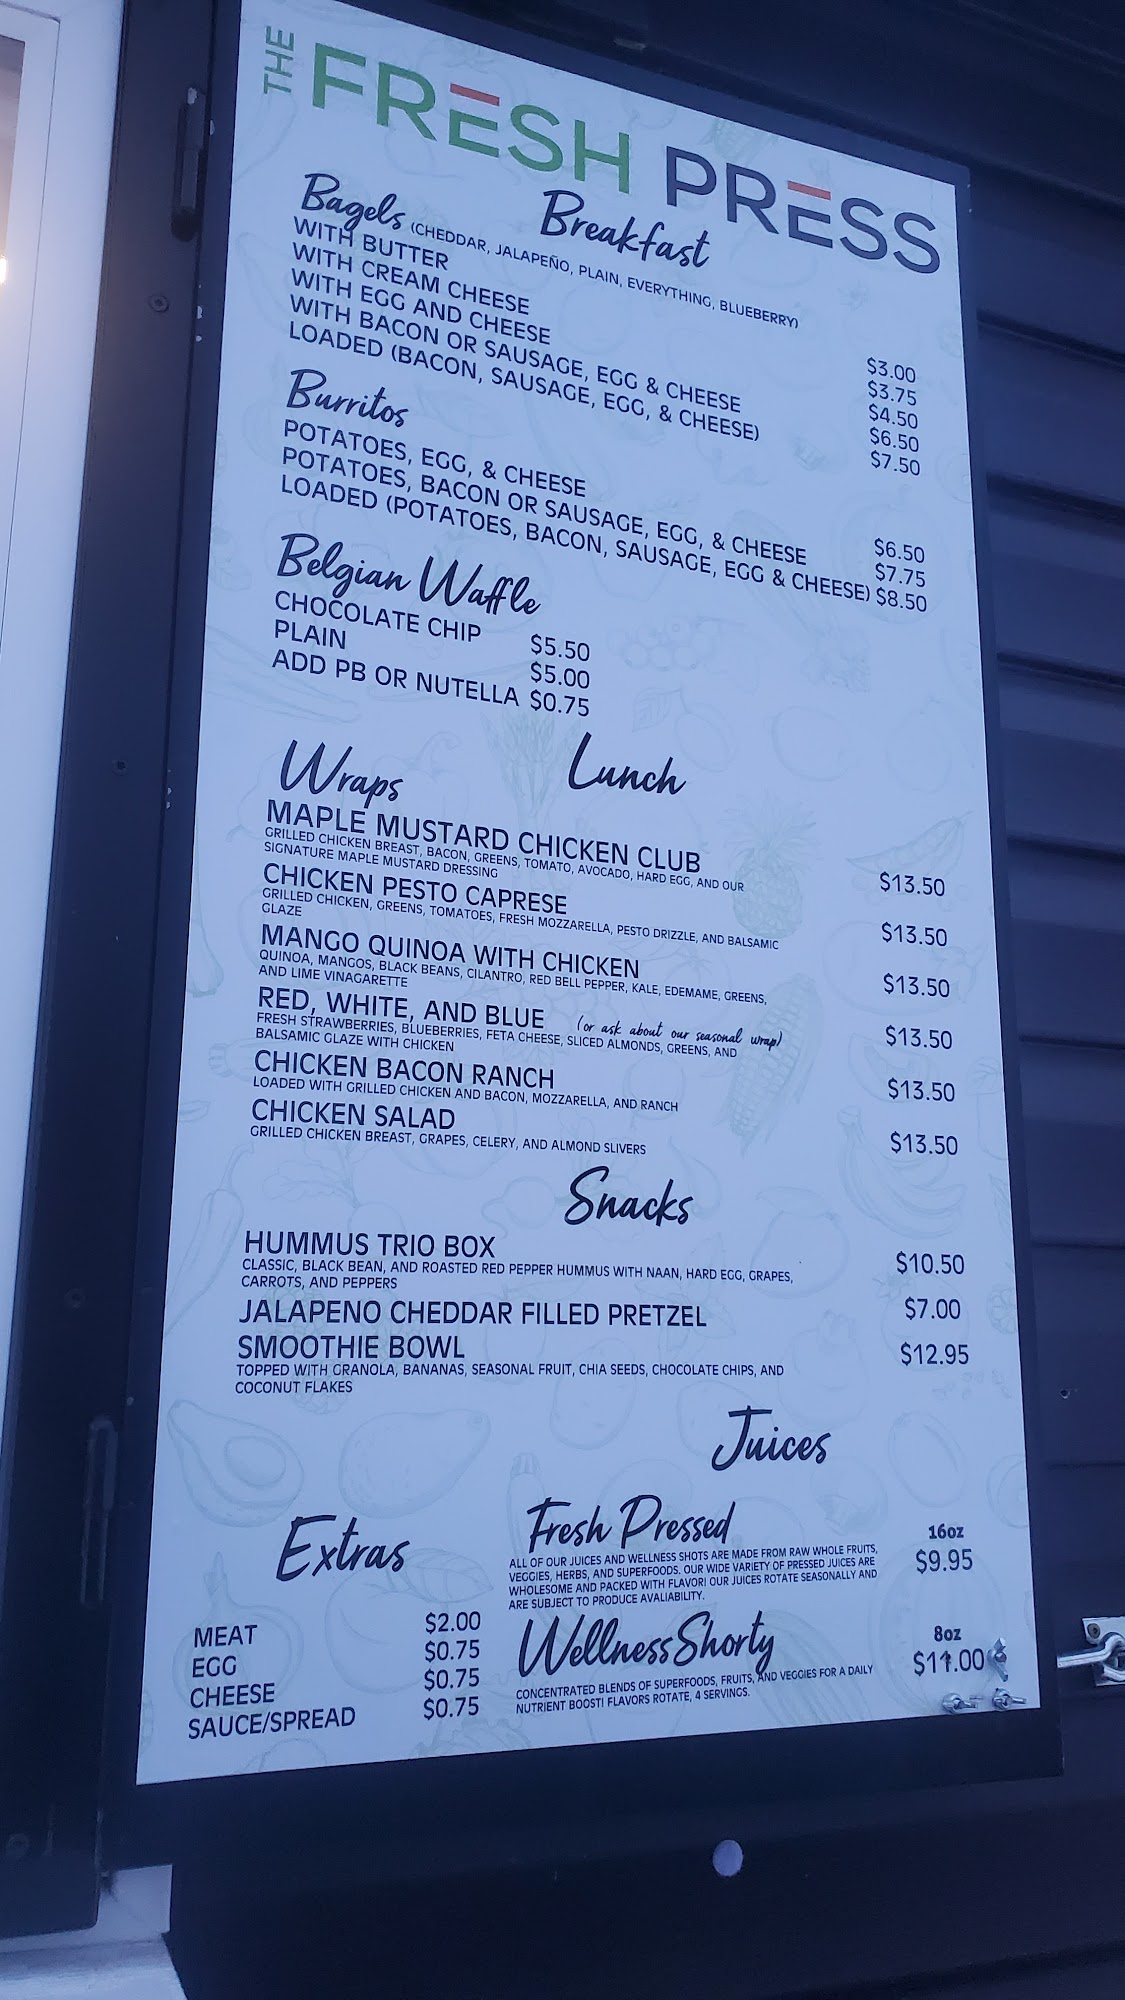 THE FRESH PRESS
Breakfast
Bagels (CHEDDAR, JALAPEÑO, PLAIN, EVERYTHING, BLUEBERRY)
WITH BUTTER $3.00
WITH CREAM CHEESE $3.75
WITH EGG AND CHEESE $4.50
WITH BACON OR SAUSAGE, EGG & CHEESE $6.50
LOADED (BACON, SAUSAGE, EGG, & CHEESE) $7.50
Burritos
POTATOES, EGG, & CHEESE $6.50
POTATOES, BACON OR SAUSAGE, EGG, & CHEESE $7.75
LOADED (POTATOES, BACON, SAUSAGE, EGG & CHEESE) $8.50
Belgian Waffle
CHOCOLATE CHIP $5.50
PLAIN $5.00
ADD PB OR NUTELLA $0.75
Lunch
Wraps
MAPLE MUSTARD CHICKEN CLUB $13.50
GRILLED CHICKEN BREAST, BACON, GREENS, TOMATO, AVOCADO, HARD EGG, AND OUR
SIGNATURE MAPLE MUSTARD DRESSING
CHICKEN PESTO CAPRESE $13.50
GRILLED CHICKEN, GREENS, TOMATOES, FRESH MOZZARELLA, PESTO DRIZZLE, AND BALSAMIC
GLAZE
MANGO QUINOA WITH CHICKEN $13.50
QUINOA, MANGOS, BLACK BEANS, CILANTRO, RED BELL PEPPER, KALE, EDEMAME, GREENS,
AND LIME VINAGARETTE
RED, WHITE, AND BLUE (or ask about our seasonal wrap) $13.50
FRESH STRAWBERRIES, BLUEBERRIES, FETA CHEESE, SLICED ALMONDS, GREENS, AND
BALSAMIC GLAZE WITH CHICKEN
CHICKEN BACON RANCH $13.50
LOADED WITH GRILLED CHICKEN AND BACON, MOZZARELLA, AND RANCH
CHICKEN SALAD $13.50
GRILLED CHICKEN BREAST, GRAPES, CELERY, AND ALMOND SLIVERS
Snacks
HUMMUS TRIO BOX $10.50
CLASSIC, BLACK BEAN, AND ROASTED RED PEPPER HUMMUS WITH NAAN, HARD EGG, GRAPES,
CARROTS, AND PEPPERS
JALAPENO CHEDDAR FILLED PRETZEL $7.00
SMOOTHIE BOWL $12.95
TOPPED WITH GRANOLA, BANANAS, SEASONAL FRUIT, CHIA SEEDS, CHOCOLATE CHIPS, AND
COCONUT FLAKES
Juices
Fresh Pressed 16oz
$9.95
ALL OF OUR JUICES AND WELLNESS SHOTS ARE MADE FROM RAW WHOLE FRUITS,
VEGGIES, HERBS, AND SUPERFOODS. OUR WIDE VARIETY OF PRESSED JUICES ARE
WHOLESOME AND PACKED WITH FLAVOR! OUR JUICES ROTATE SEASONALLY AND
ARE SUBJECT TO PRODUCE AVALIABILITY.
Wellness Shorty 8oz
$11.00
CONCENTRATED BLENDS OF SUPERFOODS, FRUITS, AND VEGGIES FOR A DAILY
NUTRIENT BOOST! FLAVORS ROTATE, 4 SERVINGS.
Extras
MEAT $2.00
EGG $0.75
CHEESE $0.75
SAUCE/SPREAD $0.75